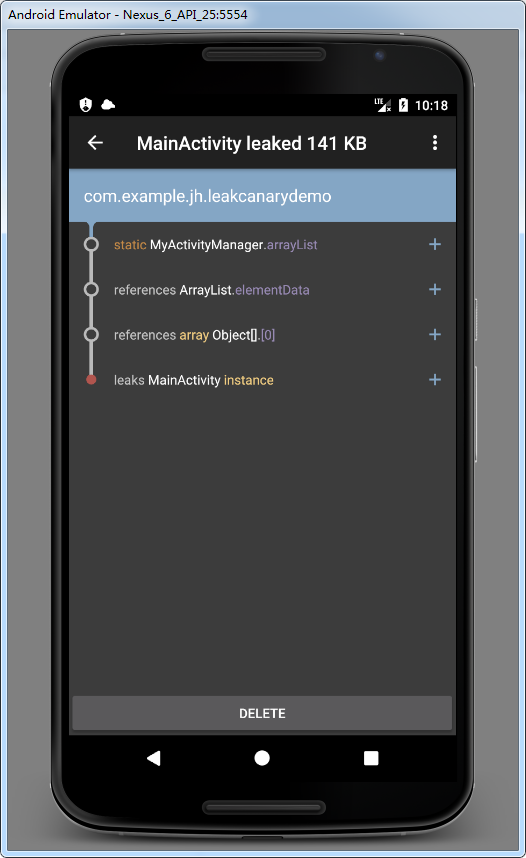 Android Emulator - Nexus_6_API_25:5554
LTE 10:18
MainActivity leaked 141 KB
com.example.jh.leakcanarydemo
static MyActivityManager.arrayList +
references ArrayList.elementData +
references array Object[].[0] +
leaks MainActivity instance +
DELETE